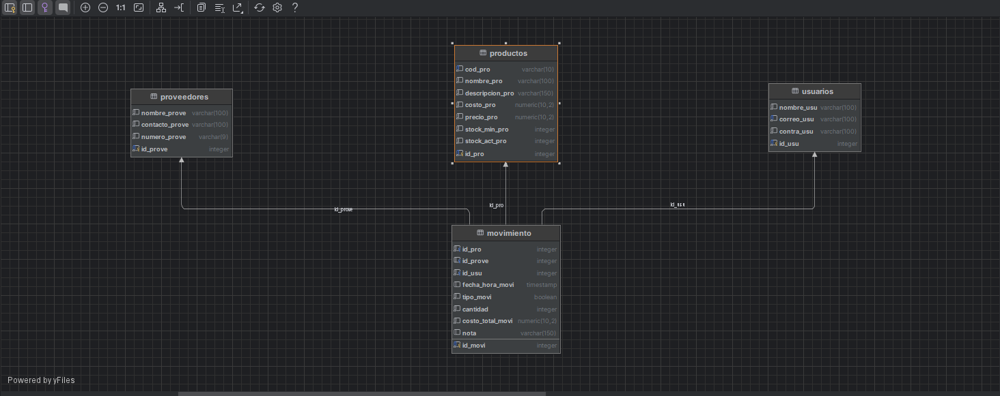 1:1
?
productos
cod_pro varchar(10)
nombre_pro varchar(100)
descripcion_pro varchar(150)
costo_pro numeric(10,2)
precio_pro numeric(10,2)
stock_min_pro integer
stock_act_pro integer
id_pro integer
proveedores
nombre_prove varchar(100)
contacto_prove varchar(100)
numero_prove varchar(9)
id_prove integer
usuarios
nombre_usu varchar(100)
correo_usu varchar(100)
contra_usu varchar(100)
id_usu integer
id_prove
id_pro
id_usu
movimiento
id_pro integer
id_prove integer
id_usu integer
fecha_hora_movi timestamp
tipo_movi boolean
cantidad integer
costo_total_movi numeric(10,2)
nota varchar(150)
id_movi integer
Powered by yFiles